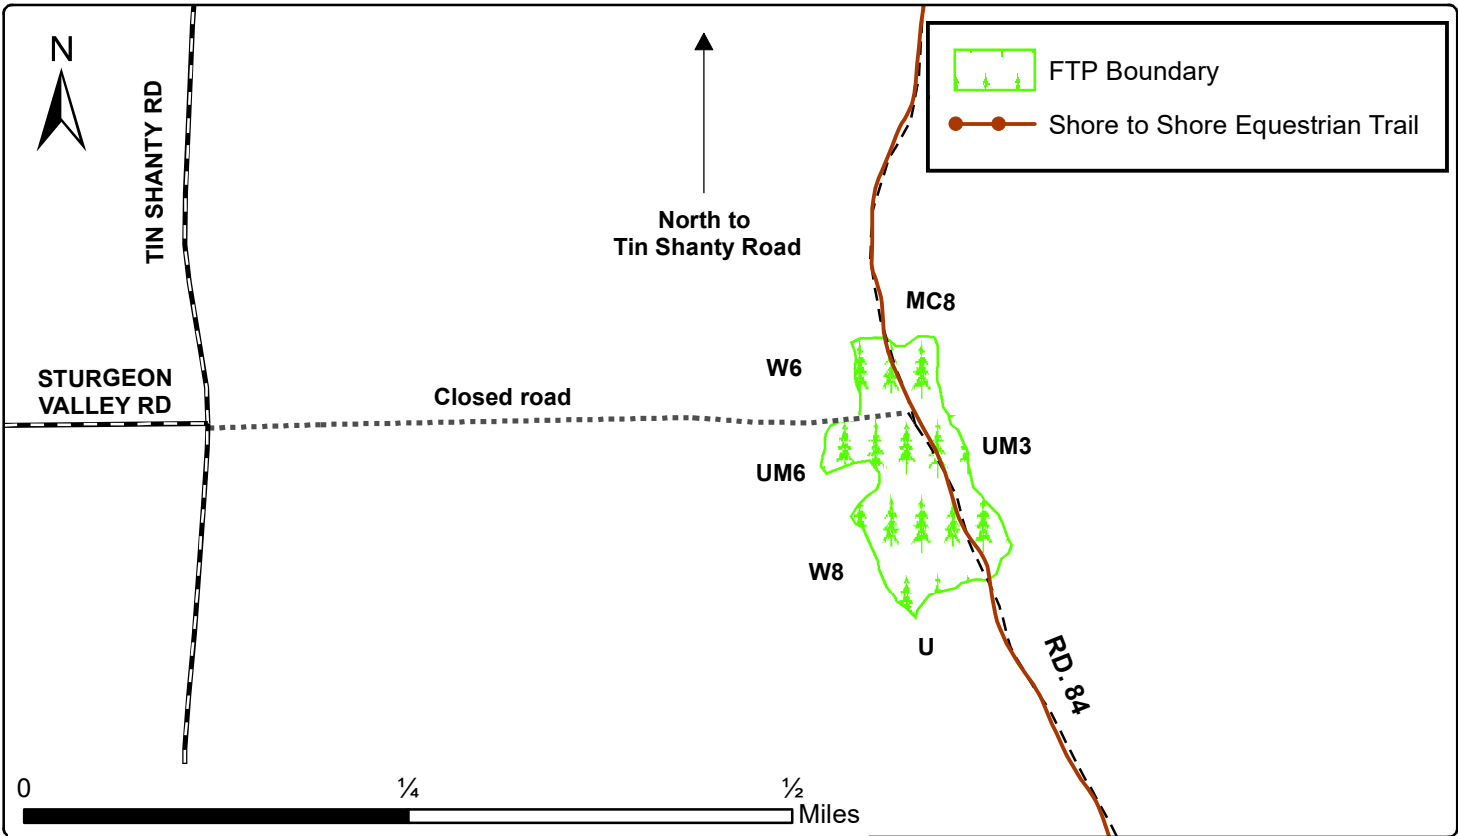 N
TIN SHANTY RD
FTP Boundary
Shore to Shore Equestrian Trail
North to
Tin Shanty Road
MC8
W6
STURGEON
VALLEY RD
Closed road
UM3
UM6
W8
U
RD. 84
0
¼
½
Miles